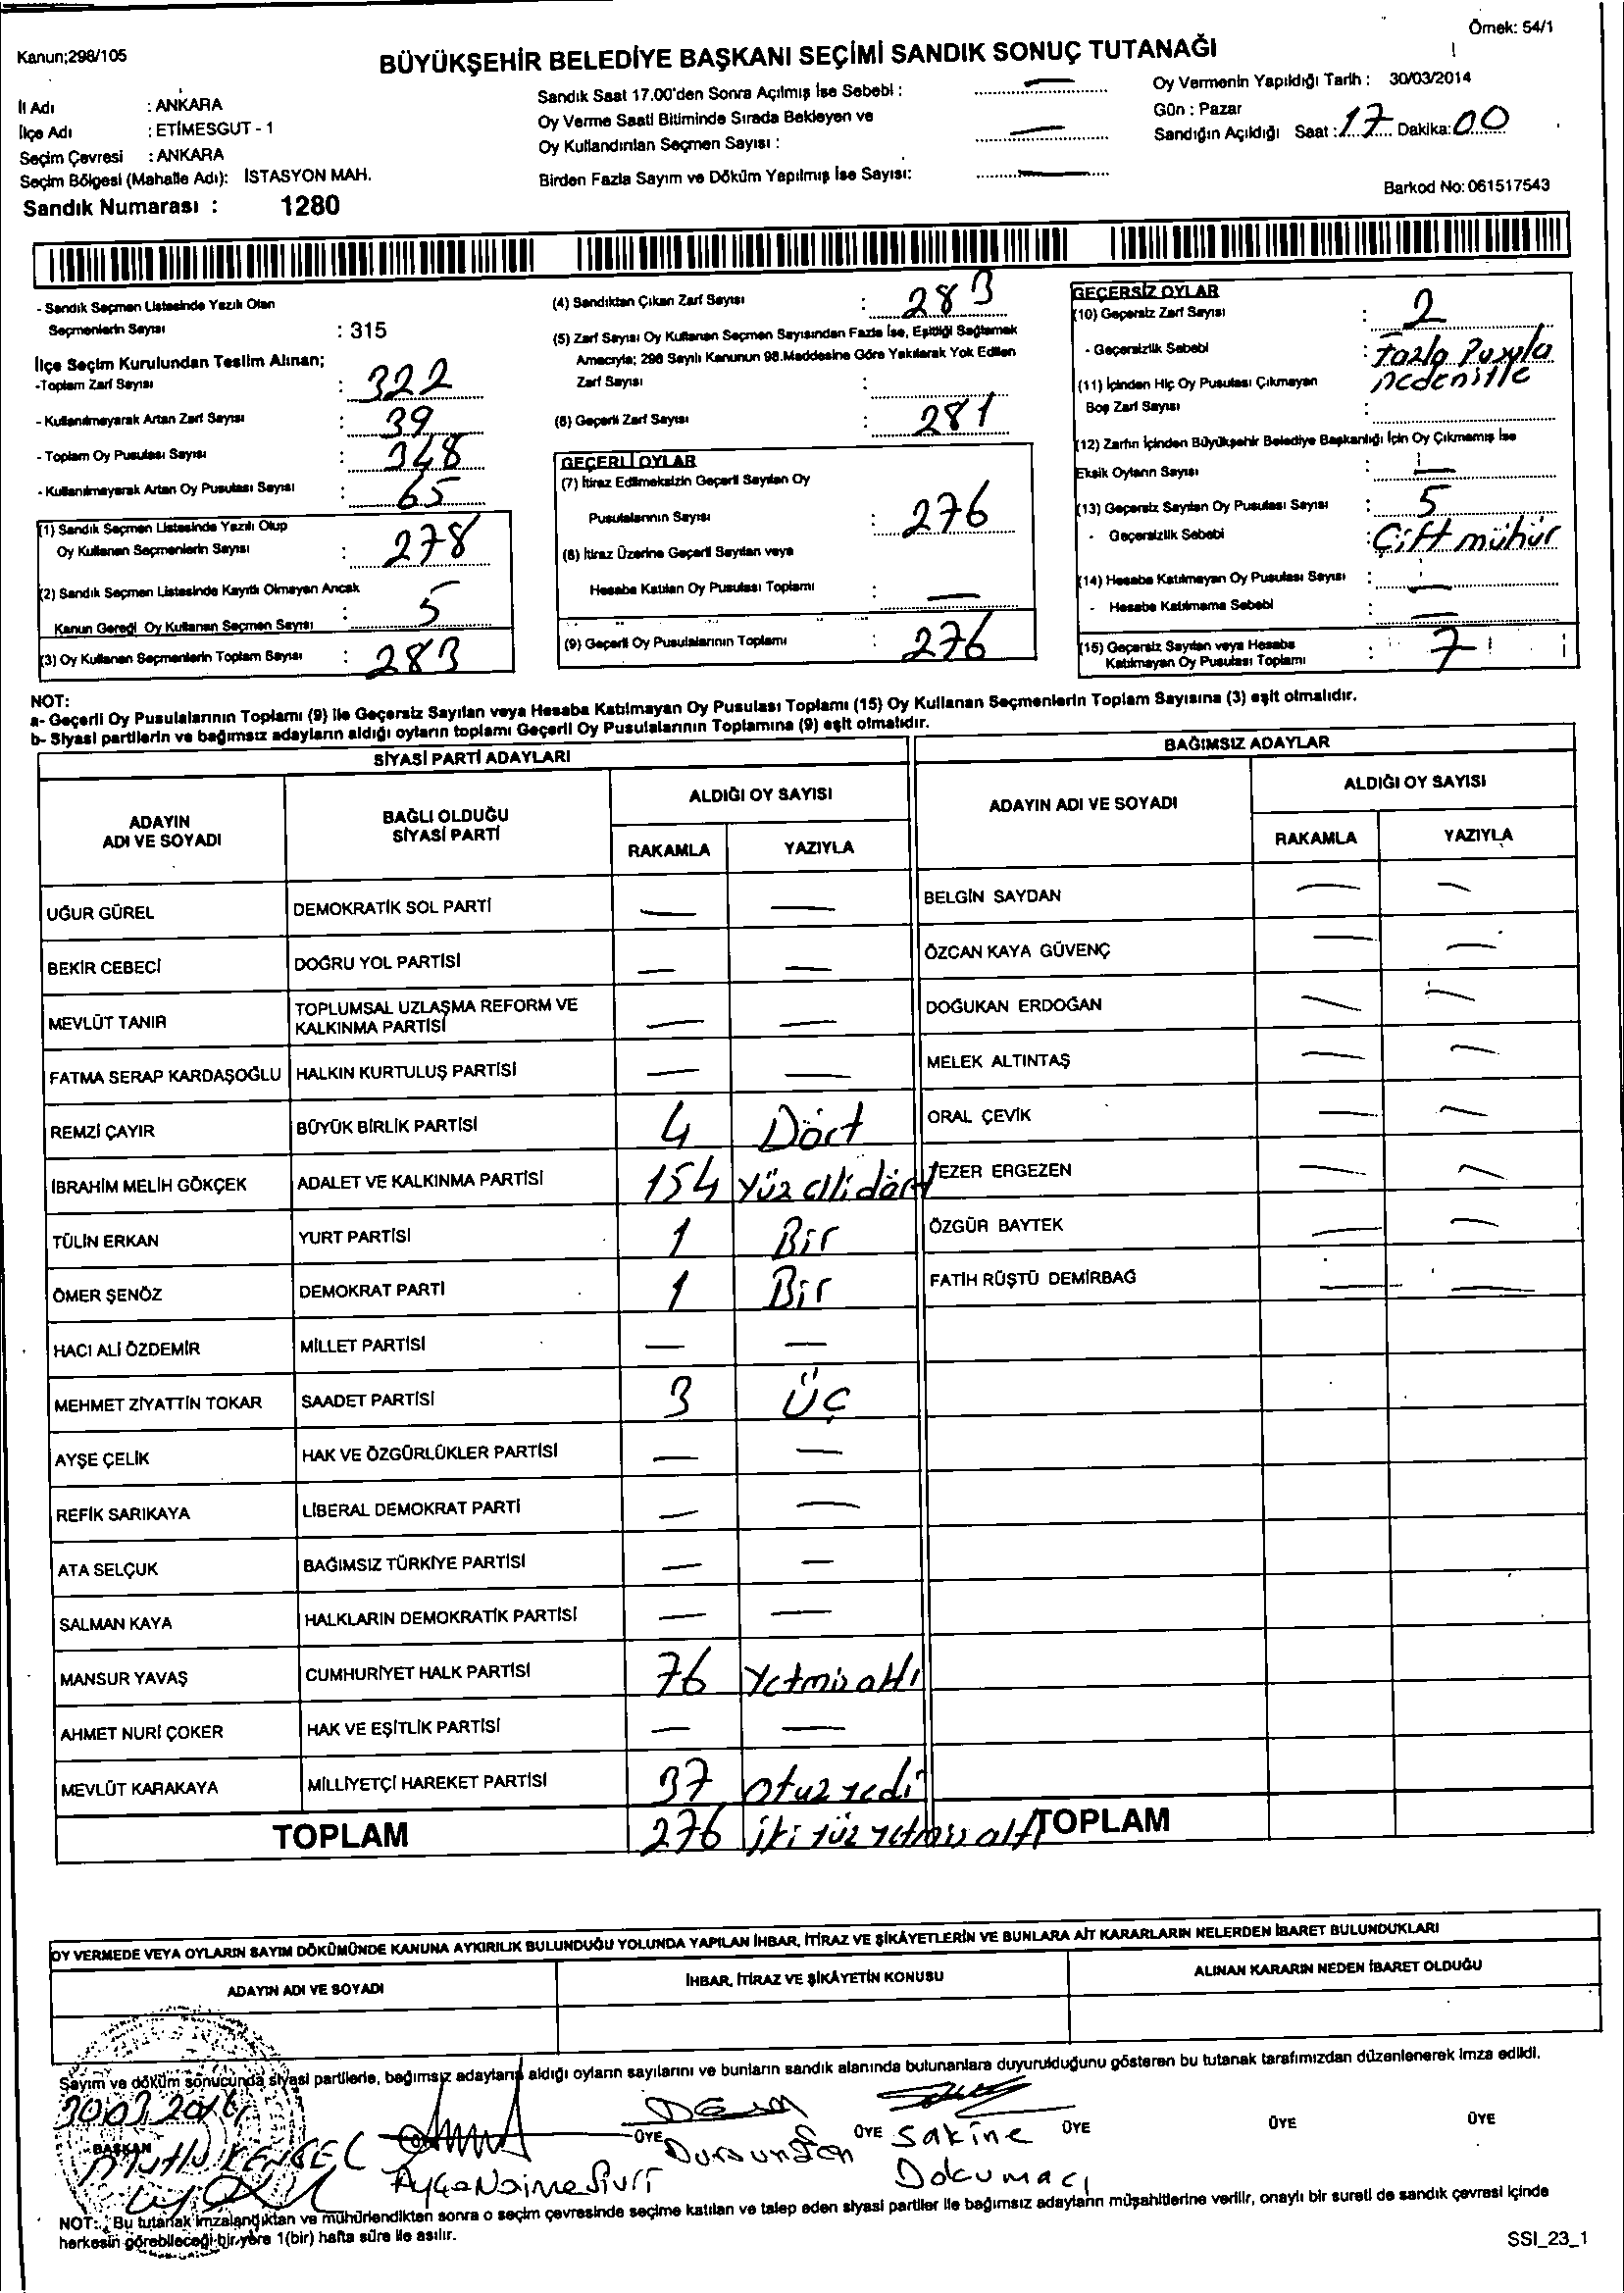 Örnek: 54/1
Kanun;298/105
BÜYÜKŞEHİR BELEDİYE BAŞKANI SEÇİMİ SANDIK SONUÇ TUTANAĞI
İl Adı : ANKARA
İlçe Adı : ETİMESGUT - 1
Seçim Çevresi : ANKARA
Seçim Bölgesi (Mahalle Adı): İSTASYON MAH.
Sandık Numarası : 1280
Sandık Saat 17.00'den Sonra Açılmış İse Sebebi : —
Oy Verme Saati Bitiminde Sırada Bekleyen ve
Oy Kullandırılan Seçmen Sayısı : —
Birden Fazla Sayım ve Döküm Yapılmış İse Sayısı: —
Oy Vermenin Yapıldığı Tarih : 30/03/2014
Gün : Pazar
Sandığın Açıldığı Saat : 17 Dakika: 00
Barkod No: 061517543
- Sandık Seçmen Listesinde Yazılı Olan
Seçmenlerin Sayısı : 315
İlçe Seçim Kurulundan Teslim Alınan;
-Toplam Zarf Sayısı : 322
- Kullanılmayarak Artan Zarf Sayısı : 39
- Toplam Oy Pusulası Sayısı : 348
- Kullanılmayarak Artan Oy Pusulası Sayısı : 65
(1) Sandık Seçmen Listesinde Yazılı Olup
Oy Kullanan Seçmenlerin Sayısı : 278
(2) Sandık Seçmen Listesinde Kayıtlı Olmayan Ancak
Kanun Gereği Oy Kullanan Seçmen Sayısı : 5
(3) Oy Kullanan Seçmenlerin Toplam Sayısı : 283
(4) Sandıktan Çıkan Zarf Sayısı : 283
(5) Zarf Sayısı Oy Kullanan Seçmen Sayısından Fazla İse, Eşitliği Sağlamak
Amacıyla; 298 Sayılı Kanunun 98.Maddesine Göre Yakılarak Yok Edilen
Zarf Sayısı :
(6) Geçerli Zarf Sayısı : 281
GEÇERLİ OYLAR
(7) İtiraz Edilmeksizin Geçerli Sayılan Oy
Pusulalarının Sayısı : 276
(8) İtiraz Üzerine Geçerli Sayılan veya
Hesaba Katılan Oy Pusulası Toplamı : —
(9) Geçerli Oy Pusulalarının Toplamı : 276
GEÇERSİZ OYLAR
(10) Geçersiz Zarf Sayısı : 2
- Geçersizlik Sebebi : Fazla Pusula
nedeniyle
(11) İçinden Hiç Oy Pusulası Çıkmayan
Boş Zarf Sayısı :
(12) Zarfın İçinden Büyükşehir Belediye Başkanlığı İçin Oy Çıkmamış İse
Eksik Oyların Sayısı : —
(13) Geçersiz Sayılan Oy Pusulası Sayısı : 5
- Geçersizlik Sebebi : Çift mühür
(14) Hesaba Katılmayan Oy Pusulası Sayısı : —
- Hesaba Katılmama Sebebi : —
(15) Geçersiz Sayılan veya Hesaba
Katılmayan Oy Pusulası Toplamı : 7
NOT:
a- Geçerli Oy Pusulalarının Toplamı (9) ile Geçersiz Sayılan veya Hesaba Katılmayan Oy Pusulası Toplamı (15) Oy Kullanan Seçmenlerin Toplam Sayısına (3) eşit olmalıdır.
b- Siyasi partilerin ve bağımsız adayların aldığı oyların toplamı Geçerli Oy Pusulalarının Toplamına (9) eşit olmalıdır.
SİYASİ PARTİ ADAYLARI
ADAYIN ADI VE SOYADI BAĞLI OLDUĞU SİYASİ PARTİ ALDIĞI OY SAYISI
RAKAMLA YAZIYLA
UĞUR GÜREL DEMOKRATİK SOL PARTİ — —
BEKİR CEBECİ DOĞRU YOL PARTİSİ — —
MEVLÜT TANIR TOPLUMSAL UZLAŞMA REFORM VE KALKINMA PARTİSİ — —
FATMA SERAP KARDAŞOĞLU HALKIN KURTULUŞ PARTİSİ — —
REMZİ ÇAYIR BÜYÜK BİRLİK PARTİSİ 4 Dört
İBRAHİM MELİH GÖKÇEK ADALET VE KALKINMA PARTİSİ 154 Yüz elli dört
TÜLİN ERKAN YURT PARTİSİ 1 Bir
ÖMER ŞENÖZ DEMOKRAT PARTİ 1 Bir
HACI ALİ ÖZDEMİR MİLLET PARTİSİ — —
MEHMET ZİYATTİN TOKAR SAADET PARTİSİ 3 Üç
AYŞE ÇELİK HAK VE ÖZGÜRLÜKLER PARTİSİ — —
REFİK SARIKAYA LİBERAL DEMOKRAT PARTİ — —
ATA SELÇUK BAĞIMSIZ TÜRKİYE PARTİSİ — —
SALMAN KAYA HALKLARIN DEMOKRATİK PARTİSİ — —
MANSUR YAVAŞ CUMHURİYET HALK PARTİSİ 76 Yetmiş altı
AHMET NURİ ÇOKER HAK VE EŞİTLİK PARTİSİ — —
MEVLÜT KARAKAYA MİLLİYETÇİ HAREKET PARTİSİ 37 otuz yedi
TOPLAM 276 iki yüz yetmiş altı
BAĞIMSIZ ADAYLAR
ADAYIN ADI VE SOYADI ALDIĞI OY SAYISI
RAKAMLA YAZIYLA
BELGİN SAYDAN — —
ÖZCAN KAYA GÜVENÇ — —
DOĞUKAN ERDOĞAN — —
MELEK ALTINTAŞ — —
ORAL ÇEVİK — —
EZER ERGEZEN — —
ÖZGÜR BAYTEK — —
FATİH RÜŞTÜ DEMİRBAĞ — —
TOPLAM
OY VERMEDE VEYA OYLARIN SAYIM DÖKÜMÜNDE KANUNA AYKIRILIK BULUNDUĞU YOLUNDA YAPILAN İHBAR, İTİRAZ VE ŞİKÂYETLERİN VE BUNLARA AİT KARARLARIN NELERDEN İBARET BULUNDUKLARI
ADAYIN ADI VE SOYADI İHBAR, İTİRAZ VE ŞİKÂYETİN KONUSU ALINAN KARARIN NEDEN İBARET OLDUĞU
Sayım ve döküm sonucunda siyasi partilerle, bağımsız adayların aldığı oyların sayılarını ve bunların sandık alanında bulunanlara duyurulduğunu gösteren bu tutanak tarafımızdan düzenlenerek imza edildi.
30.03.2014
BAŞKAN ÜYE ÜYE ÜYE ÜYE ÜYE
Mutlu
Dursun Şen
Sakine
Dokumacı
NOT: Bu tutanak imzalandıktan ve mühürlendikten sonra o seçim çevresinde seçime katılan ve talep eden siyasi partiler ile bağımsız adayların müşahitlerine verilir, onaylı bir sureti de sandık çevresi içinde
herkesin görebileceği bir yere 1(bir) hafta süre ile asılır.
SSI_23_1